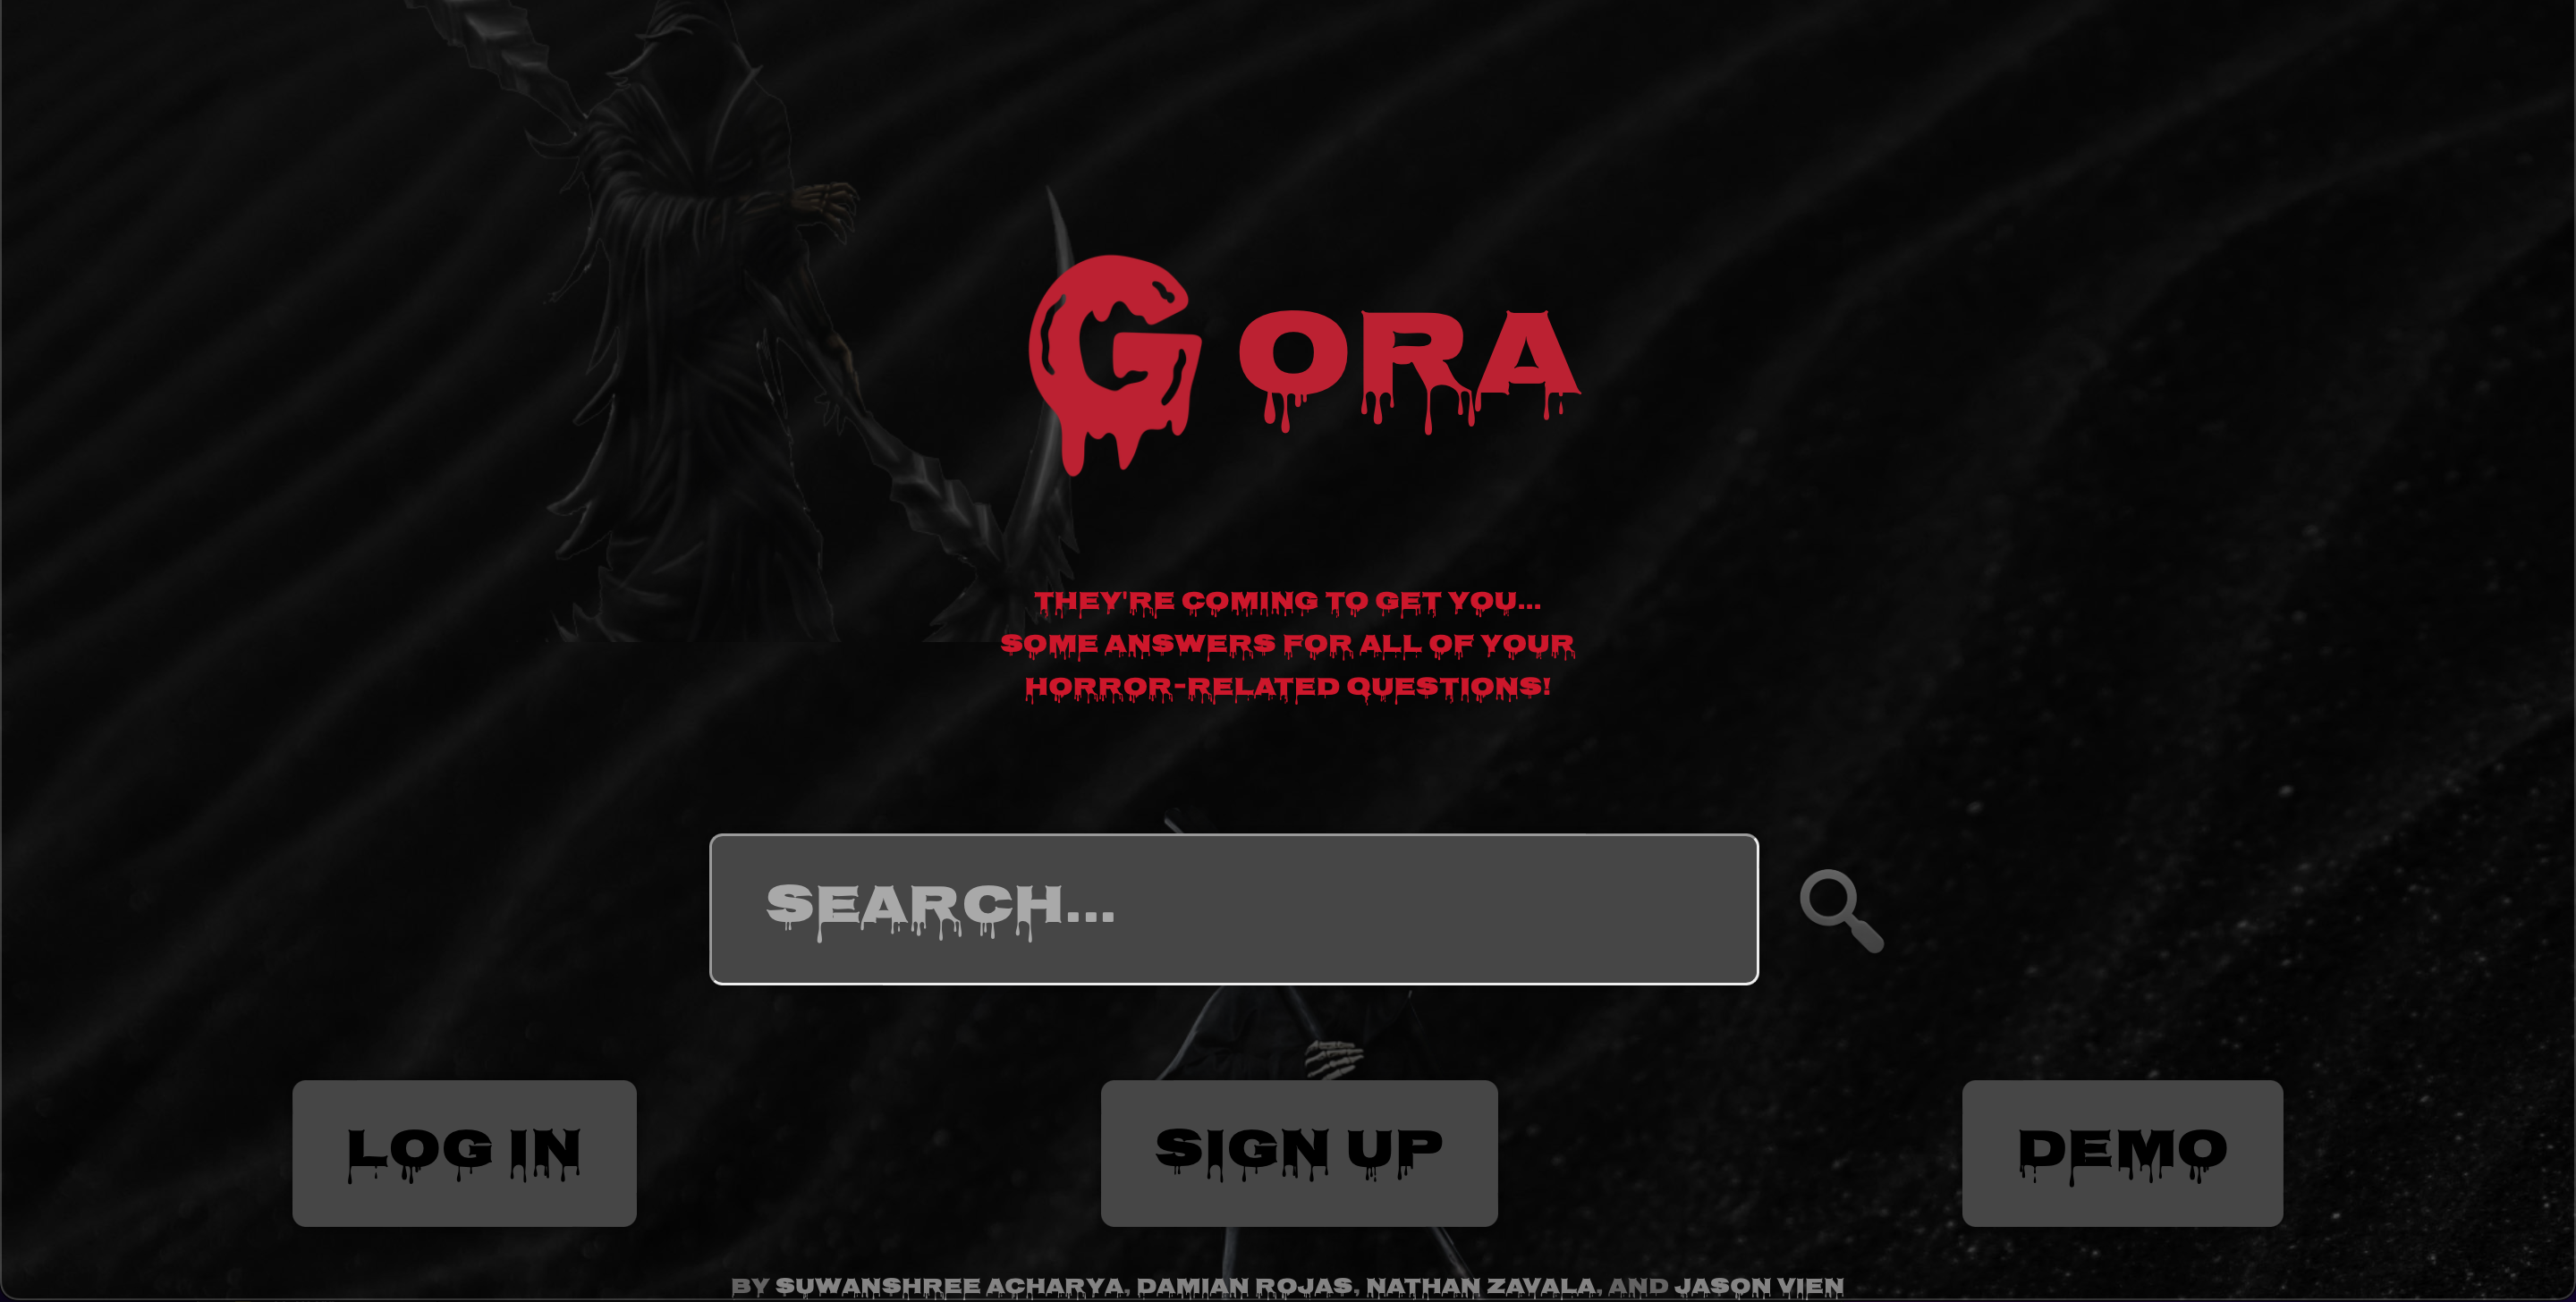 GORA
THEY'RE COMING TO GET YOU...
SOME ANSWERS FOR ALL OF YOUR
HORROR-RELATED QUESTIONS!
SEARCH...
LOG IN
SIGN UP
DEMO
BY SUWANSHREE ACHARYA, DAMIAN ROJAS, NATHAN ZAVALA, AND JASON VIEN